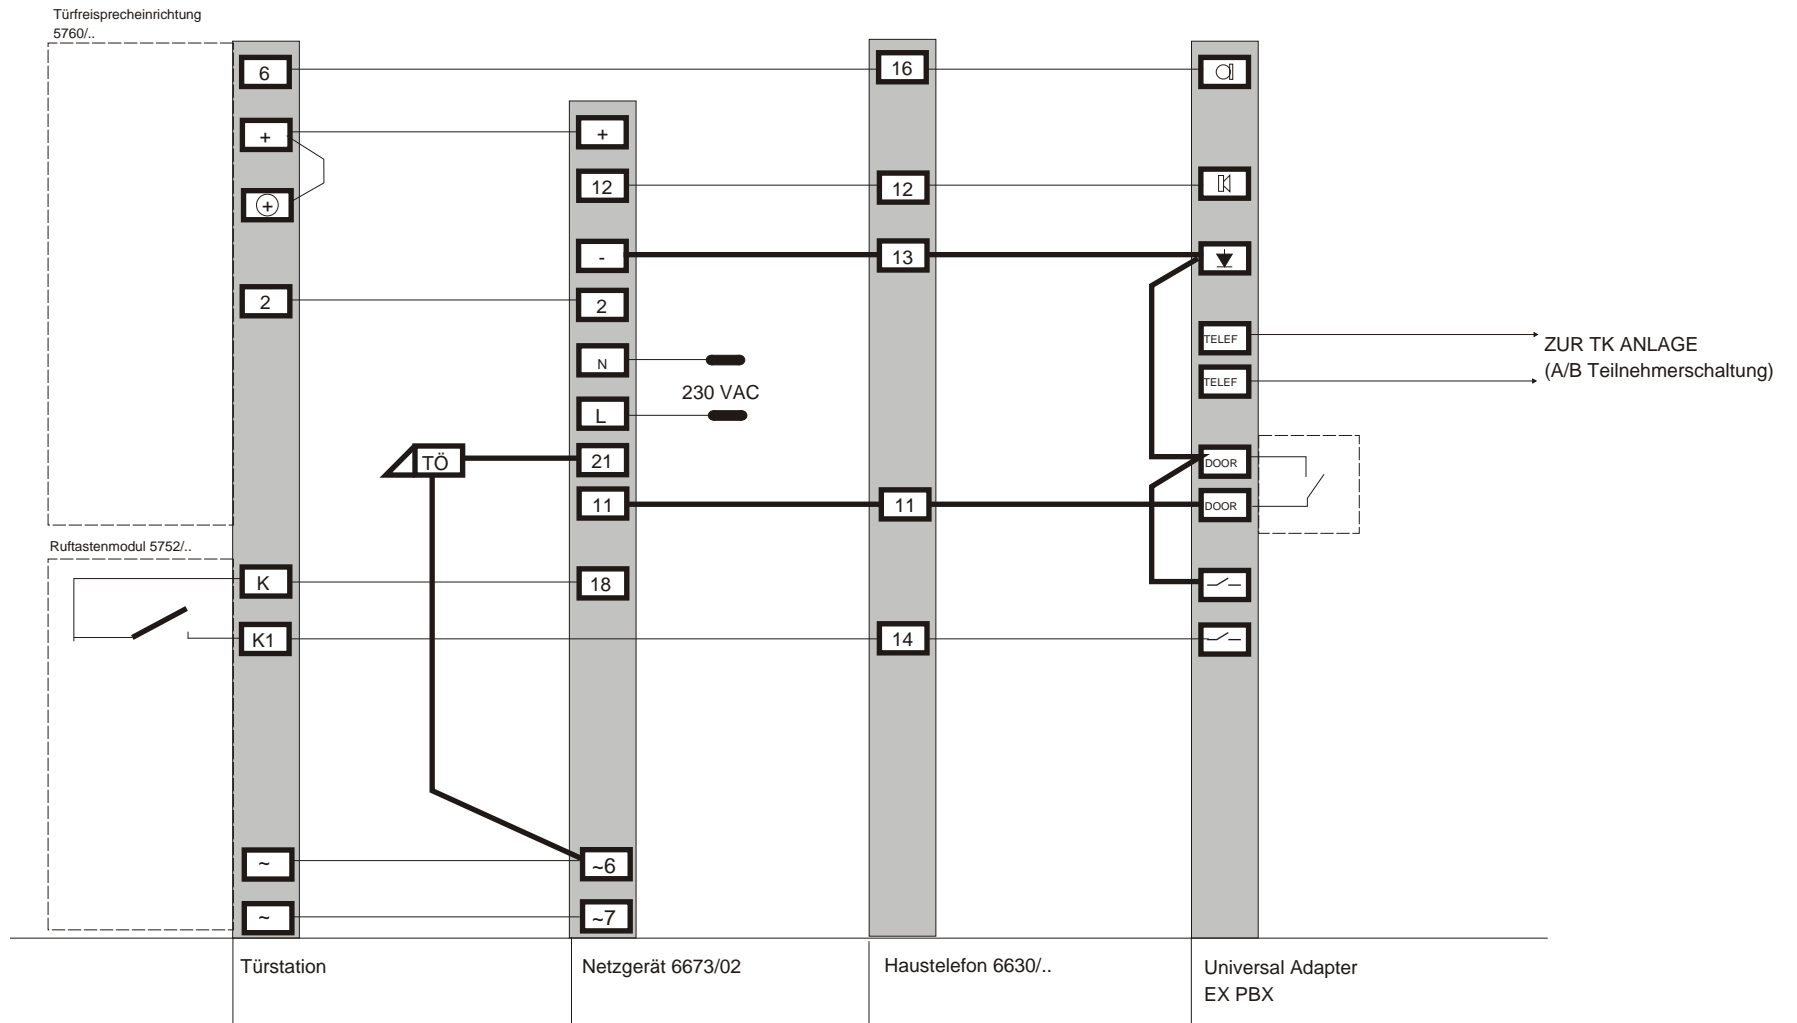 Türfreisprecheinrichtung
5760/..
6
16
+
+
12
12
+
-
13
2
2
N
TELEF
ZUR TK ANLAGE
(A/B Teilnehmerschaltung)
230 VAC
TELEF
L
TÖ
21
DOOR
11
11
DOOR
Ruftastenmodul 5752/..
K
18
K1
14
~
~6
~
~7
Türstation
Netzgerät 6673/02
Haustelefon 6630/..
Universal Adapter
EX PBX